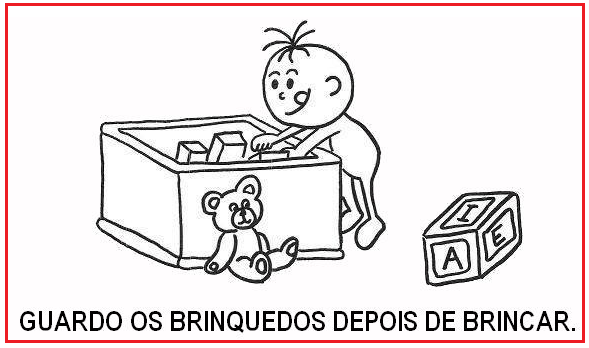 I
A E
GUARDO OS BRINQUEDOS DEPOIS DE BRINCAR.